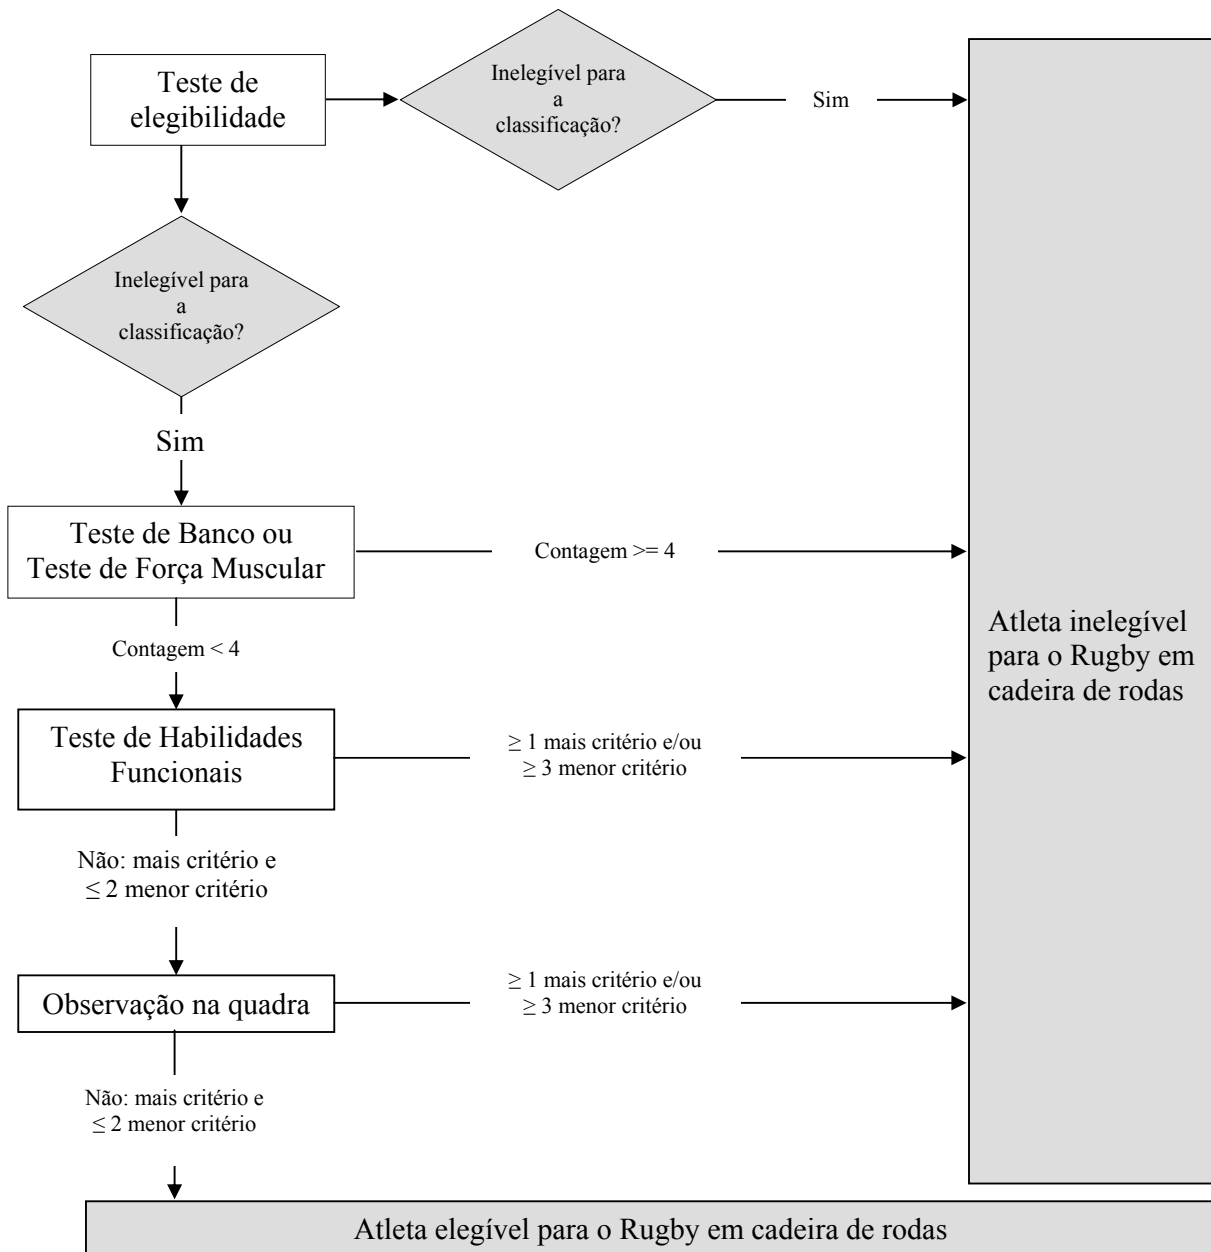 Teste de
elegibilidade
Inelegível para
a
classificação?
Sim
Inelegível para
a
classificação?
Sim
Teste de Banco ou
Teste de Força Muscular
Contagem >= 4
Contagem < 4
Atleta inelegível
para o Rugby em
cadeira de rodas
Teste de Habilidades
Funcionais
≥ 1 mais critério e/ou
≥ 3 menor critério
Não: mais critério e
≤ 2 menor critério
Observação na quadra
≥ 1 mais critério e/ou
≥ 3 menor critério
Não: mais critério e
≤ 2 menor critério
Atleta elegível para o Rugby em cadeira de rodas